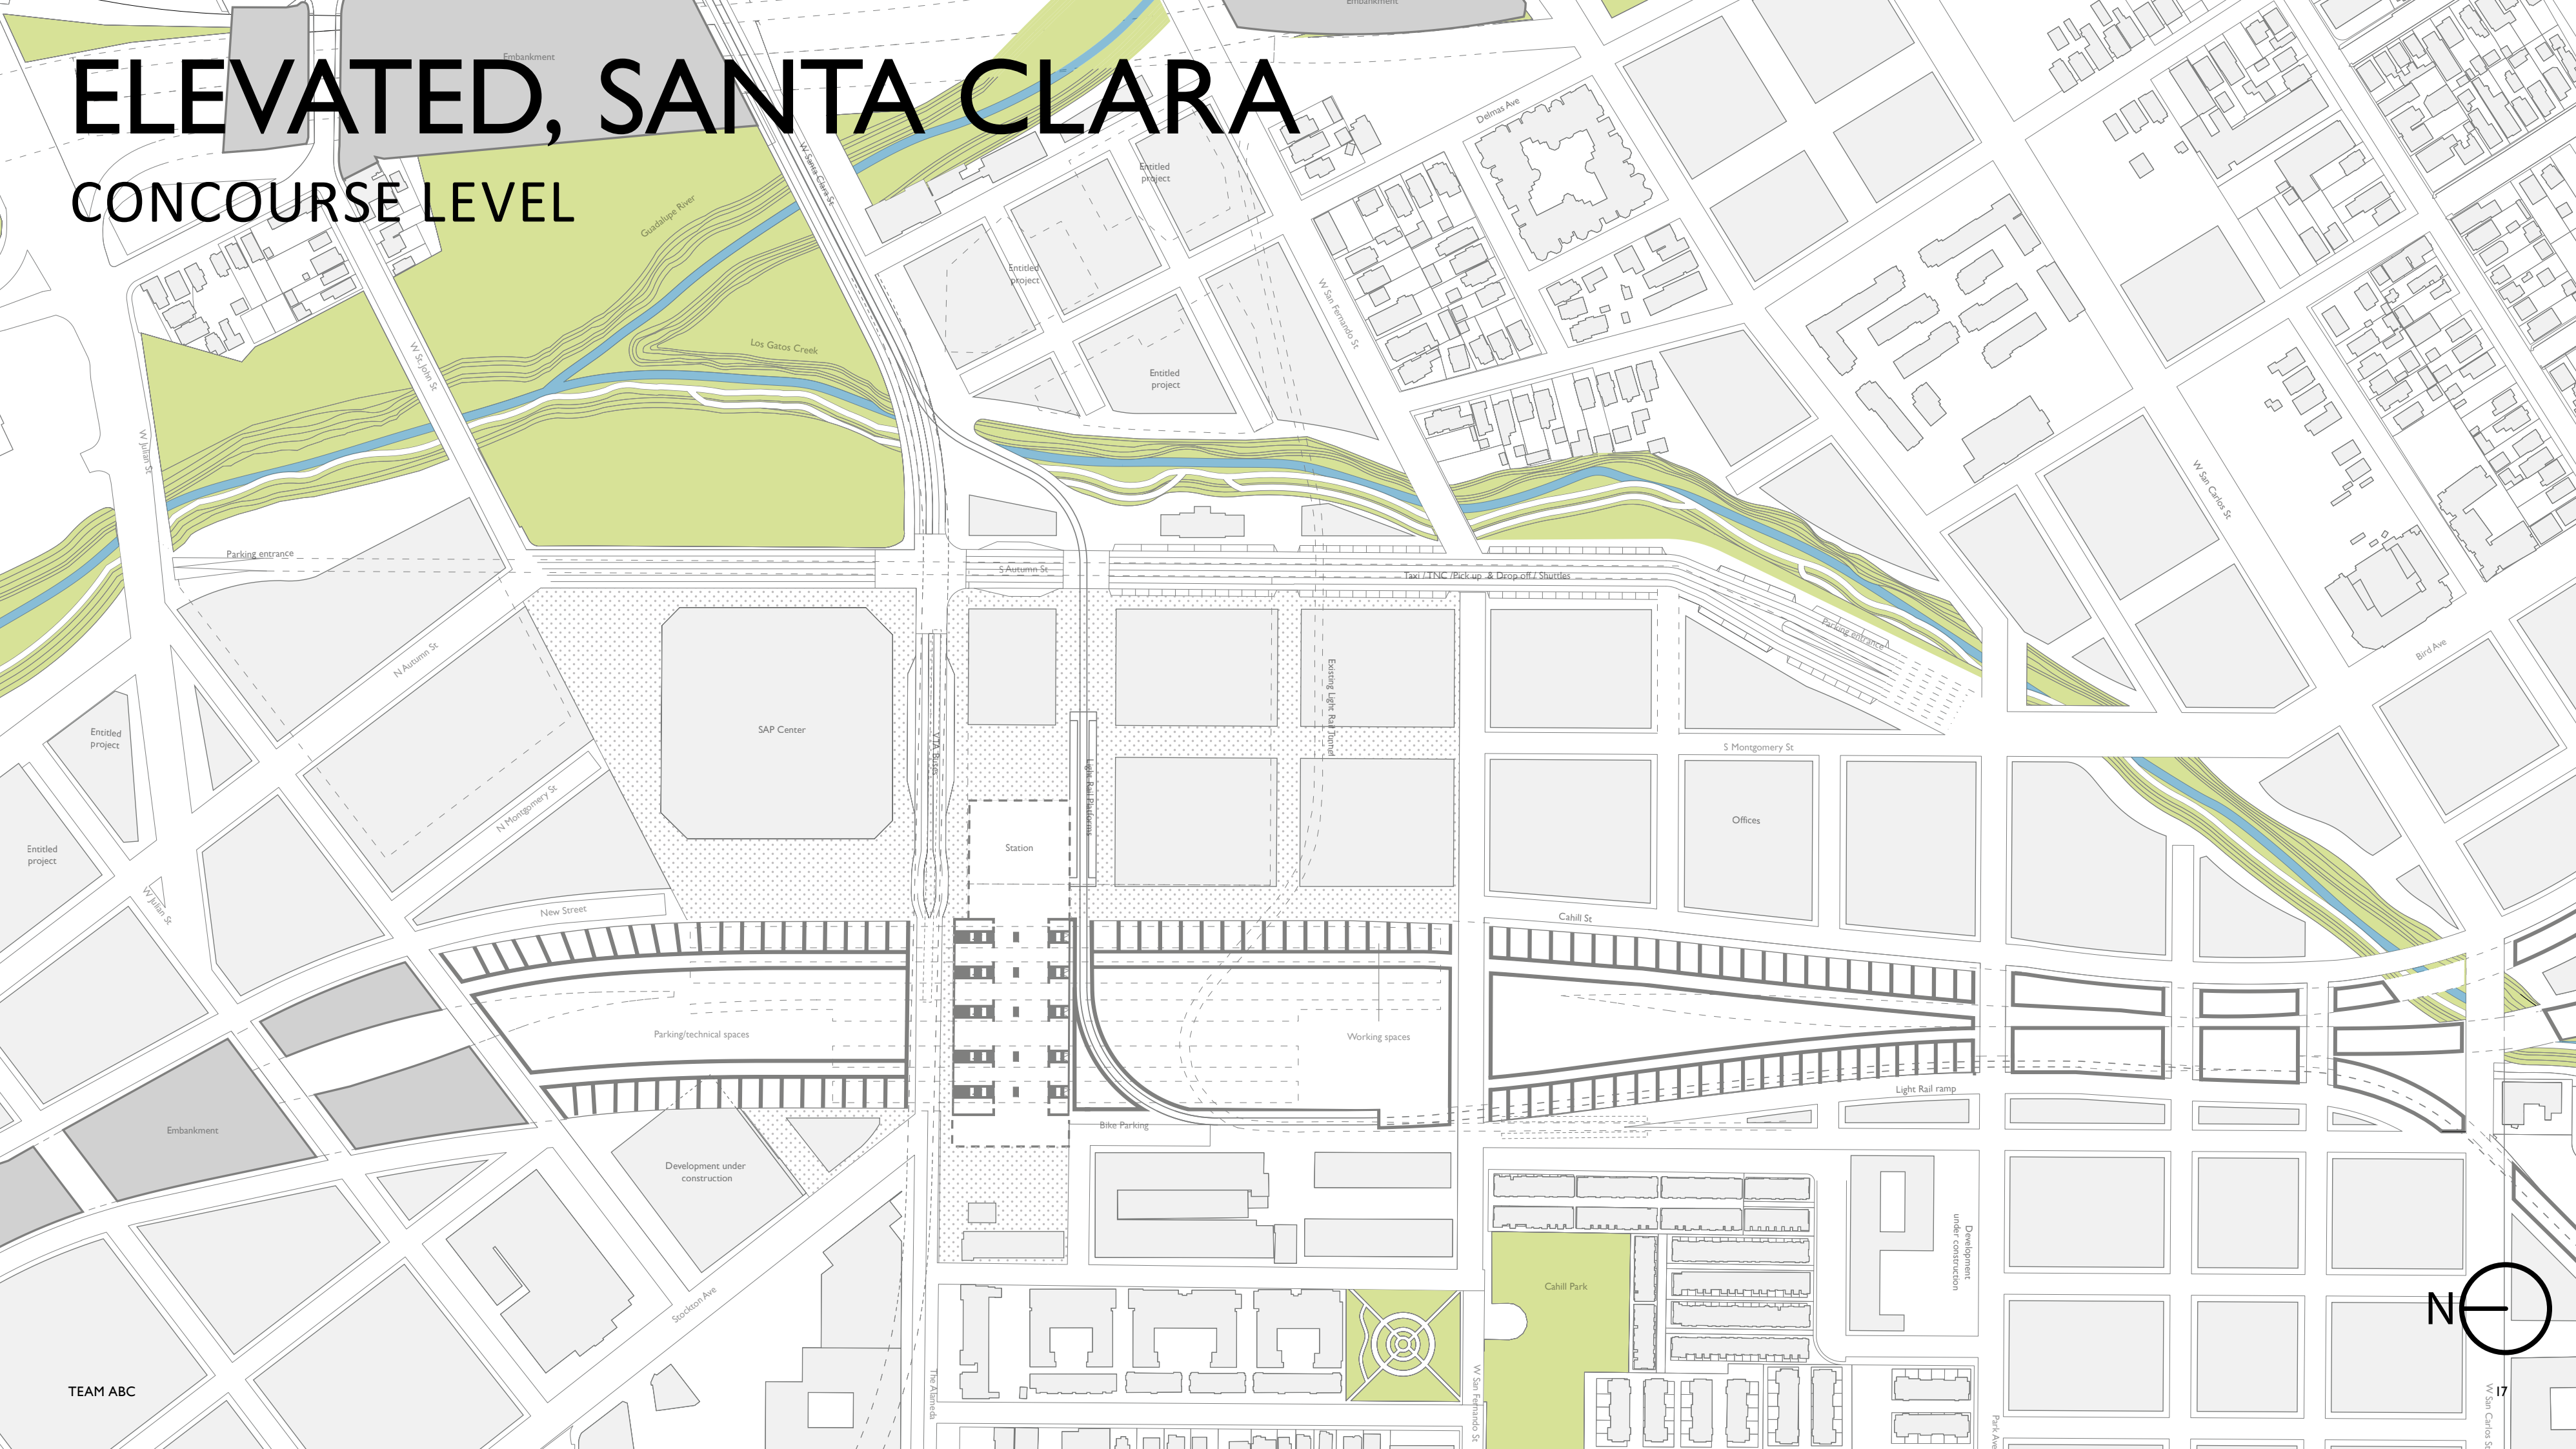 Embankment
Embankment
ELEVATED, SANTA CLARA
CONCOURSE LEVEL
Delmas Ave
W Santa Clara St
Entitled
project
Guadalupe River
Entitled
project
W San Fernando St
Los Gatos Creek
W St John St
Entitled
project
W Julian St
W San Carlos St
Parking entrance
S Autumn St
Taxi / TNC /Pick up & Drop off / Shuttles
Parking entrance
N Autumn St
Bird Ave
Existing Light Rail Tunnel
SAP Center
VTA Buses
Entitled
project
S Montgomery St
Light Rail Platforms
N Montgomery St
Offices
Station
Entitled
project
W Julian St
New Street
Cahill St
Parking/technical spaces
Working spaces
Light Rail ramp
Embankment
Bike Parking
Development under
construction
Development
under construction
Cahill Park
Stockton Ave
N
The Alameda
W San Fernando St
Park Ave
W San Carlos St
TEAM ABC
17